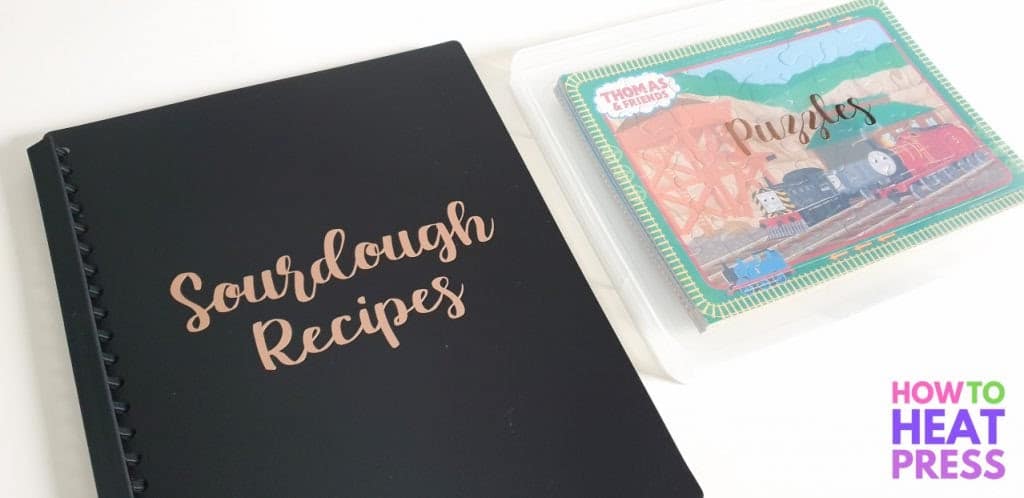 Sourdough
Recipes
THOMAS
& FRIENDS
Puzzles
HOW TO
HEAT
PRESS